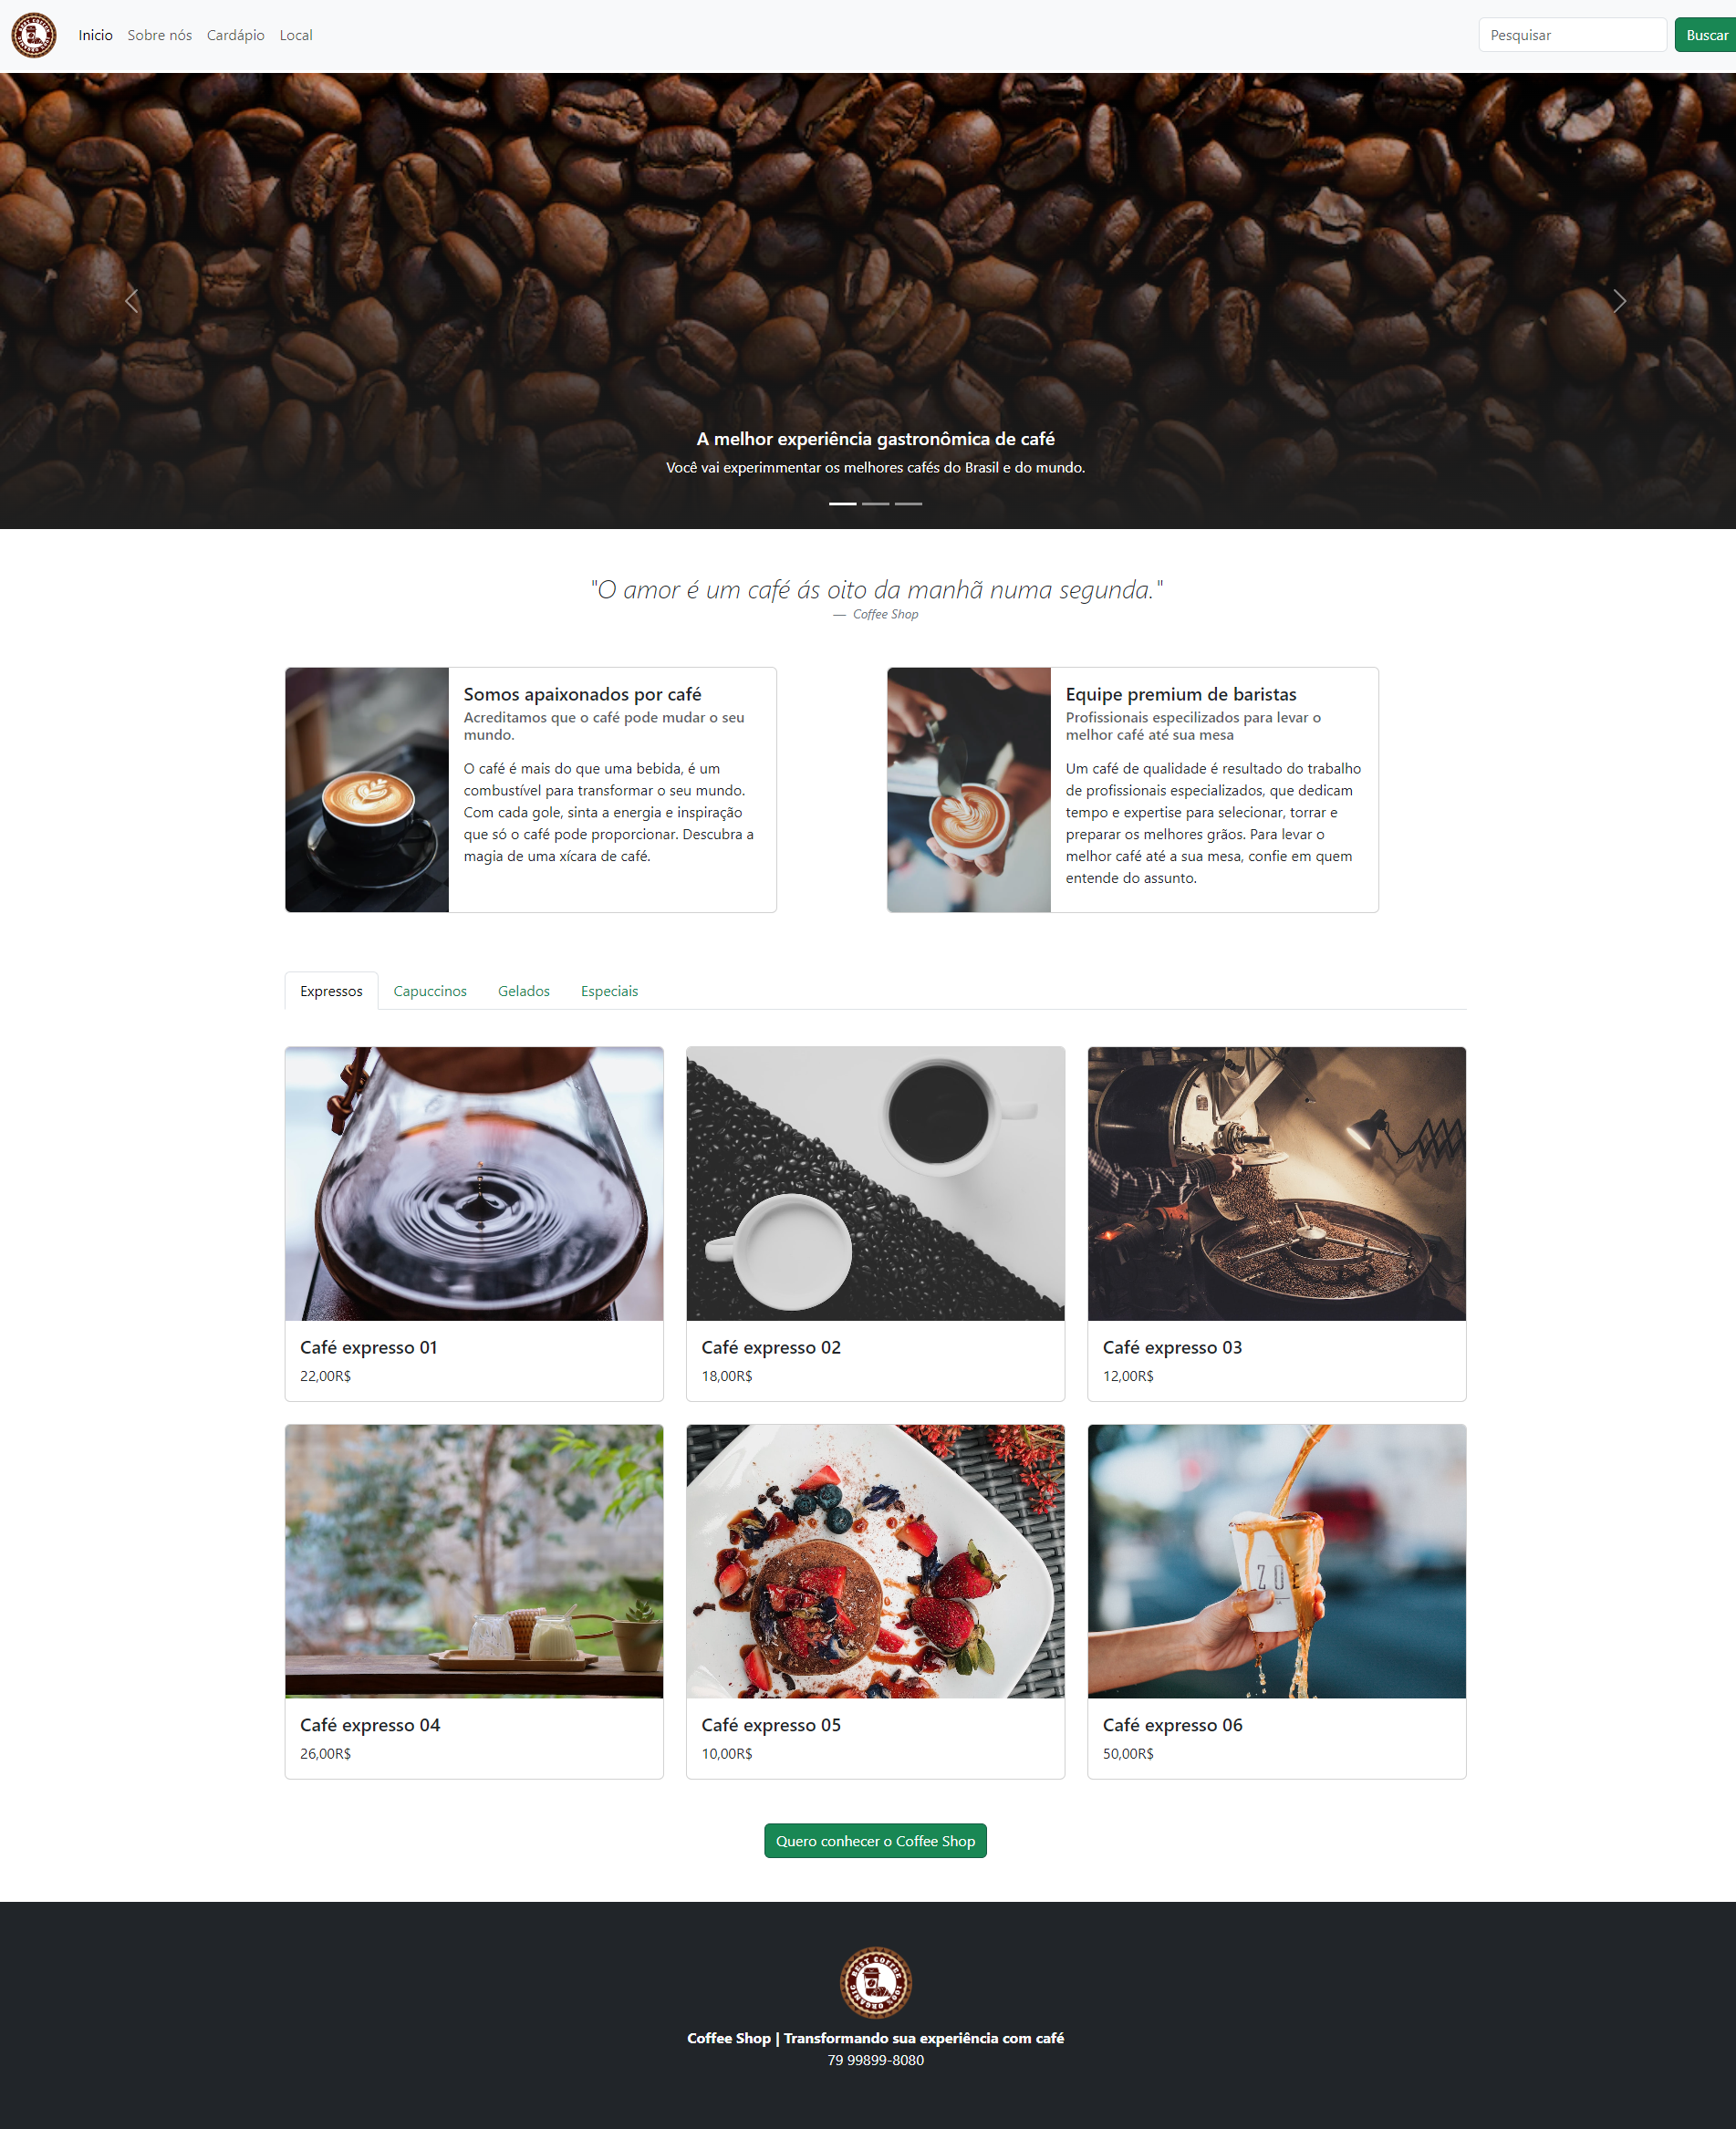 Inicio Sobre nós Cardápio Local Pesquisar Buscar
A melhor experiência gastronômica de café
Você vai experimmentar os melhores cafés do Brasil e do mundo.
"O amor é um café ás oito da manhã numa segunda."
— Coffee Shop
Somos apaixonados por café
Acreditamos que o café pode mudar o seu
mundo.
O café é mais do que uma bebida, é um
combustível para transformar o seu mundo.
Com cada gole, sinta a energia e inspiração
que só o café pode proporcionar. Descubra a
magia de uma xícara de café.
Equipe premium de baristas
Profissionais especilizados para levar o
melhor café até sua mesa
Um café de qualidade é resultado do trabalho
de profissionais especializados, que dedicam
tempo e expertise para selecionar, torrar e
preparar os melhores grãos. Para levar o
melhor café até a sua mesa, confie em quem
entende do assunto.
Expressos Capuccinos Gelados Especiais
Café expresso 01
22,00R$
Café expresso 02
18,00R$
Café expresso 03
12,00R$
Café expresso 04
26,00R$
Café expresso 05
10,00R$
Café expresso 06
50,00R$
Quero conhecer o Coffee Shop
BEST COFFEE
100% ORGANIC
Coffee Shop | Transformando sua experiência com café
79 99899-8080